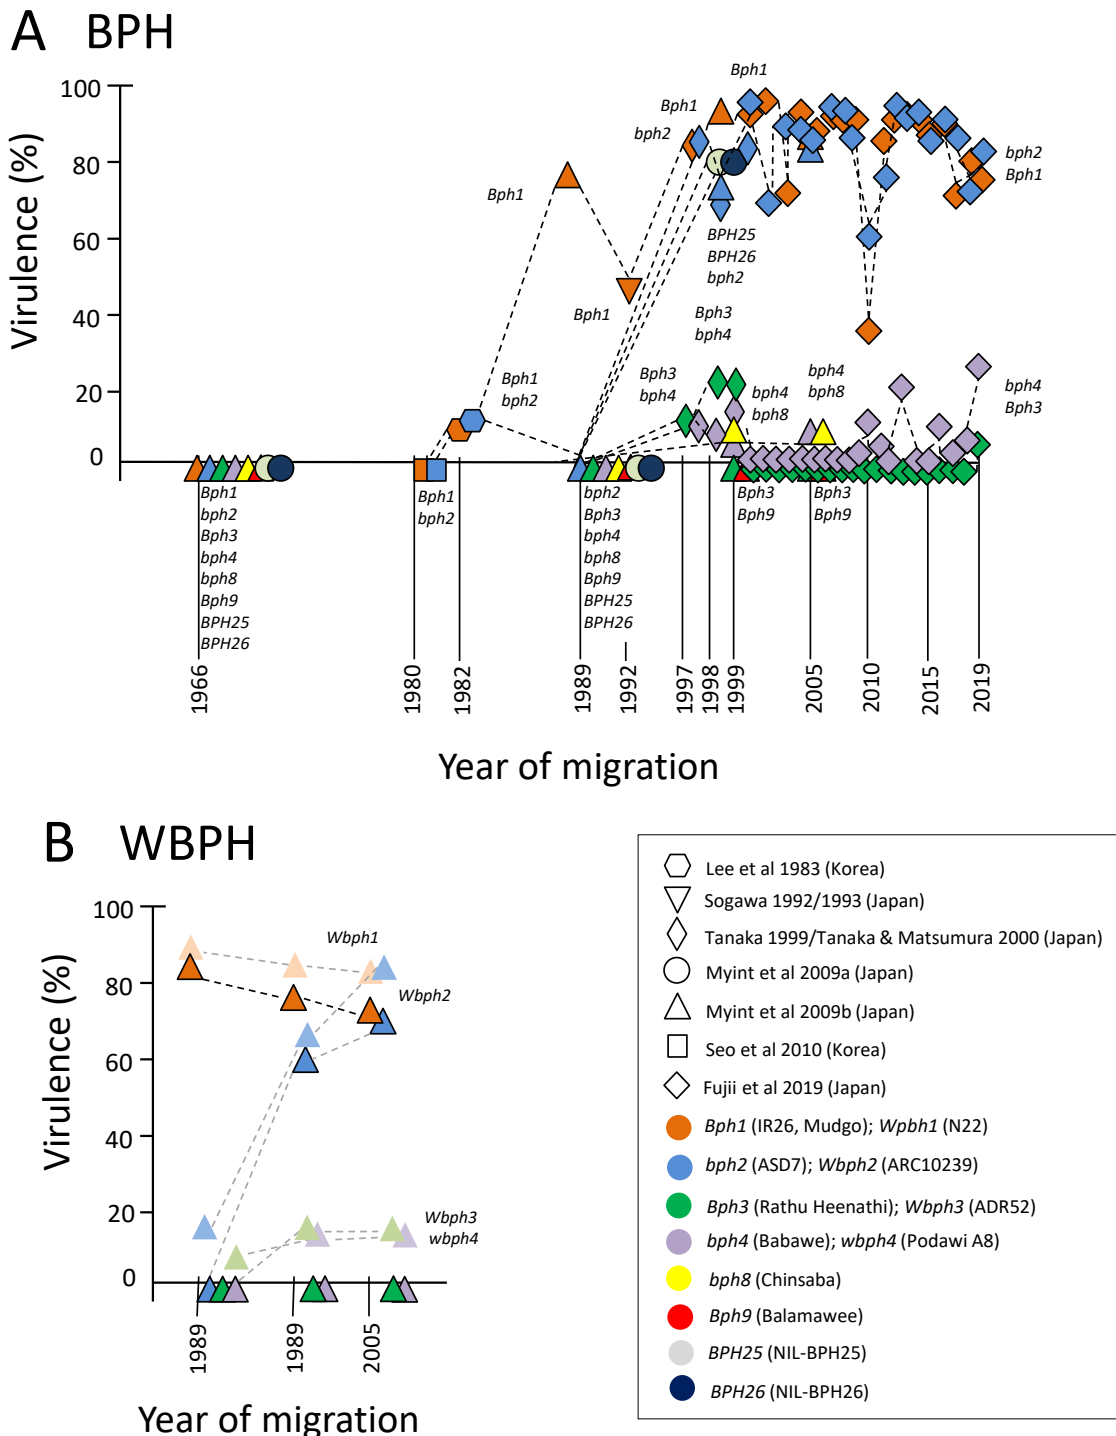 A BPH
Virulence (%)
100
80
60
40
20
0
Bph1
Bph1
Bph1
bph2
Bph1
Bph1
bph2
BPH25
BPH26
bph2
Bph3
bph4
Bph3
bph4
bph4
bph8
bph4
bph8
bph2
Bph1
bph4
Bph3
Bph1
bph2
Bph3
bph4
bph8
Bph9
BPH25
BPH26
Bph1
bph2
bph2
Bph3
bph4
bph8
Bph9
BPH25
BPH26
Bph3
Bph9
Bph3
Bph9
1966
1980
1982
1989
1992
1997
1998
1999
2005
2010
2015
2019
Year of migration
B WBPH
Virulence (%)
100
80
60
40
20
0
Wbph1
Wbph2
Wbph3
wbph4
1989
1989
2005
Year of migration
Lee et al 1983 (Korea)
Sogawa 1992/1993 (Japan)
Tanaka 1999/Tanaka & Matsumura 2000 (Japan)
Myint et al 2009a (Japan)
Myint et al 2009b (Japan)
Seo et al 2010 (Korea)
Fujii et al 2019 (Japan)
Bph1 (IR26, Mudgo); Wpbh1 (N22)
bph2 (ASD7); Wbph2 (ARC10239)
Bph3 (Rathu Heenathi); Wbph3 (ADR52)
bph4 (Babawe); wbph4 (Podawi A8)
bph8 (Chinsaba)
Bph9 (Balamawee)
BPH25 (NIL-BPH25)
BPH26 (NIL-BPH26)